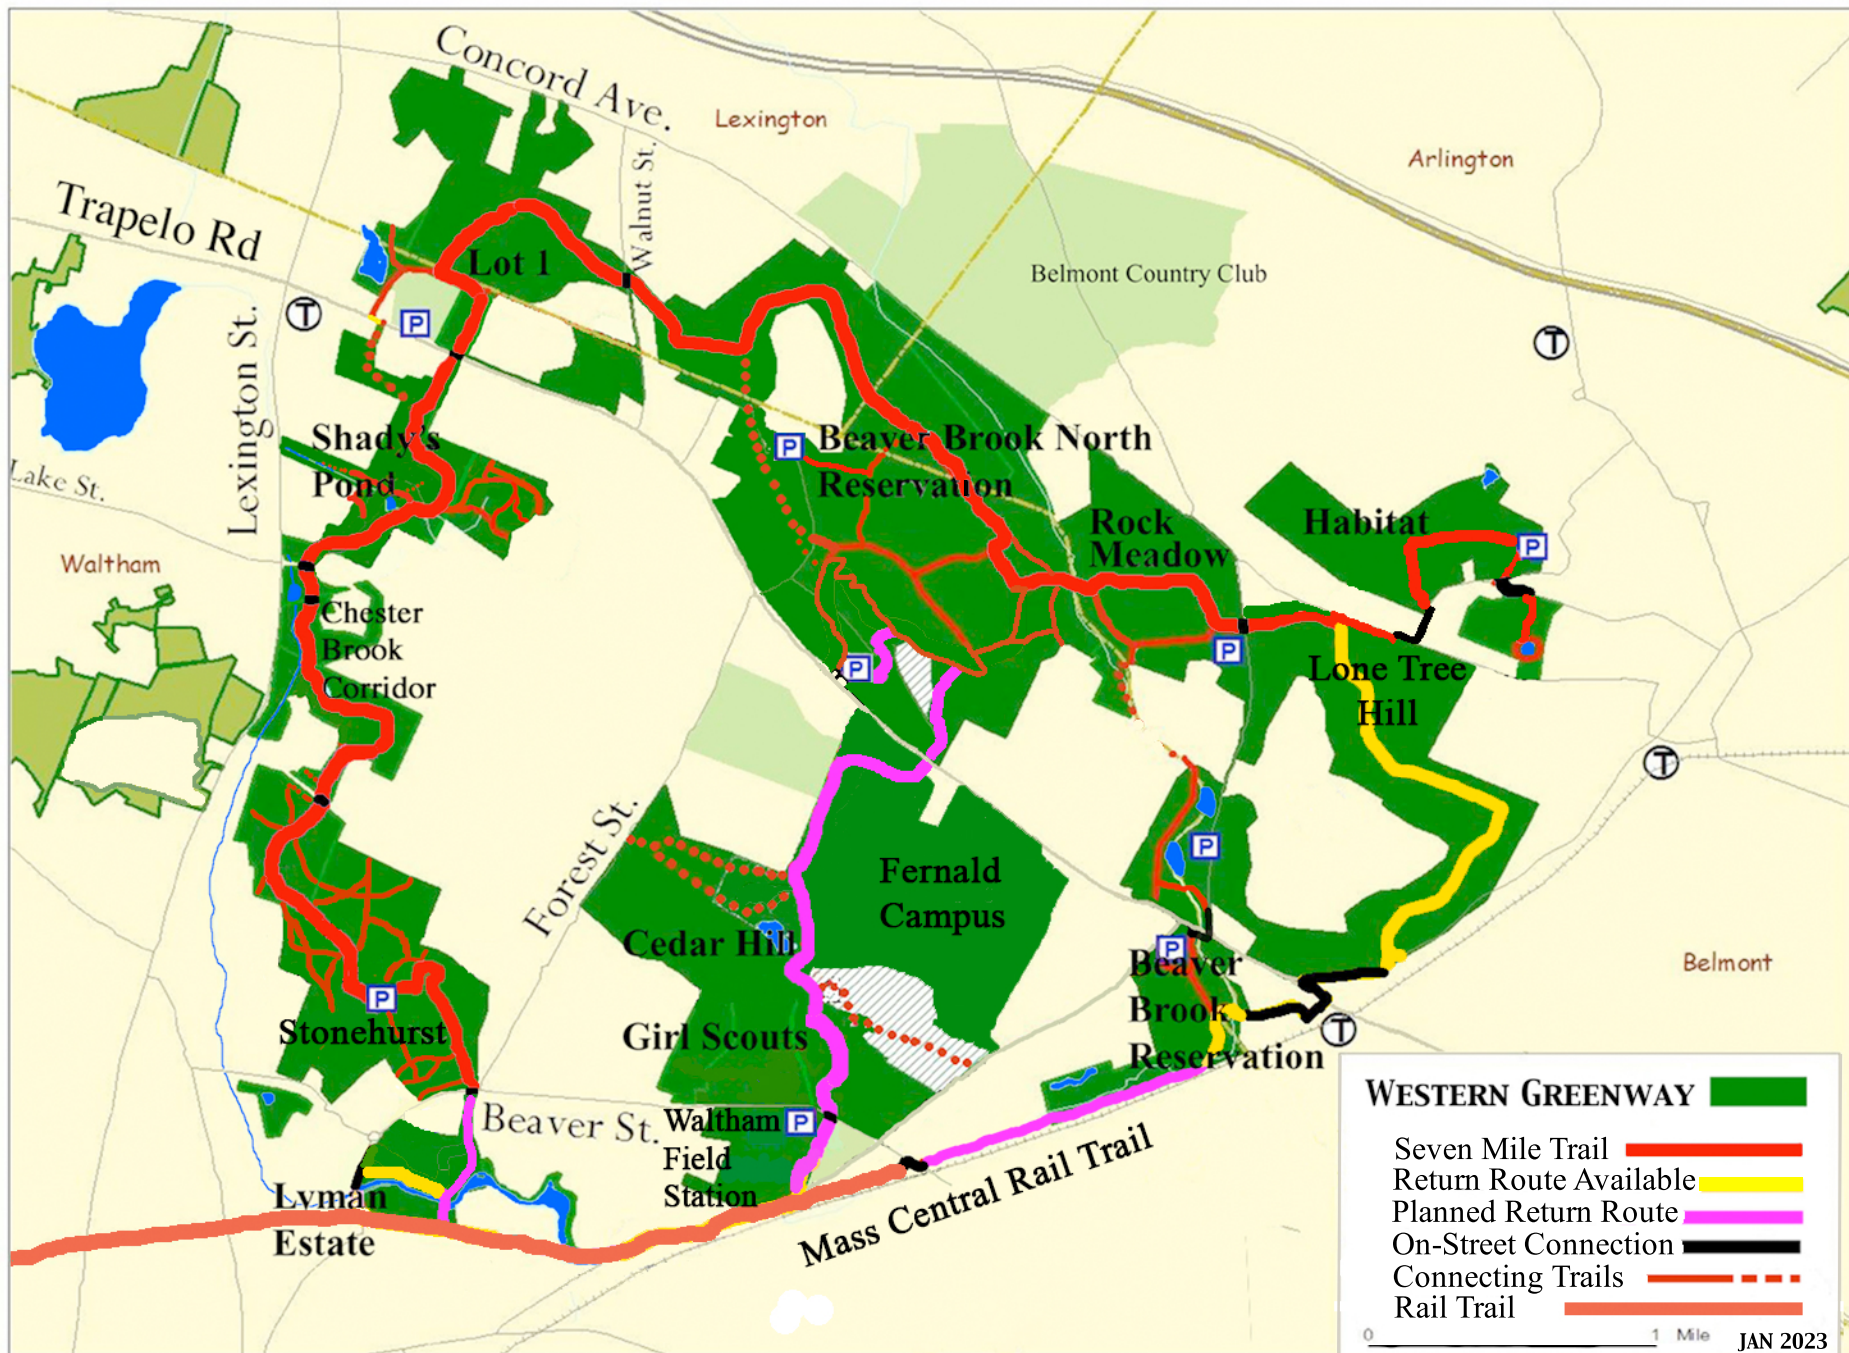 Concord Ave.
Lexington
Arlington
Walnut St.
Trapelo Rd
Lot 1
Belmont Country Club
T
P
T
Lexington St.
Shady's
Pond
P
Beaver Brook North
Reservation
Lake St.
Rock
Meadow
Habitat
P
Waltham
Chester
Brook
Corridor
P
P
Lone Tree
Hill
T
Forest St.
P
Fernald
Campus
Cedar Hill
P
Beaver
Brook
Reservation
Belmont
P
Stonehurst
Girl Scouts
T
Beaver St.
Waltham
Field
Station
P
Lyman
Estate
Mass Central Rail Trail
WESTERN GREENWAY
Seven Mile Trail
Return Route Available
Planned Return Route
On-Street Connection
Connecting Trails
Rail Trail
0 1 Mile
JAN 2023